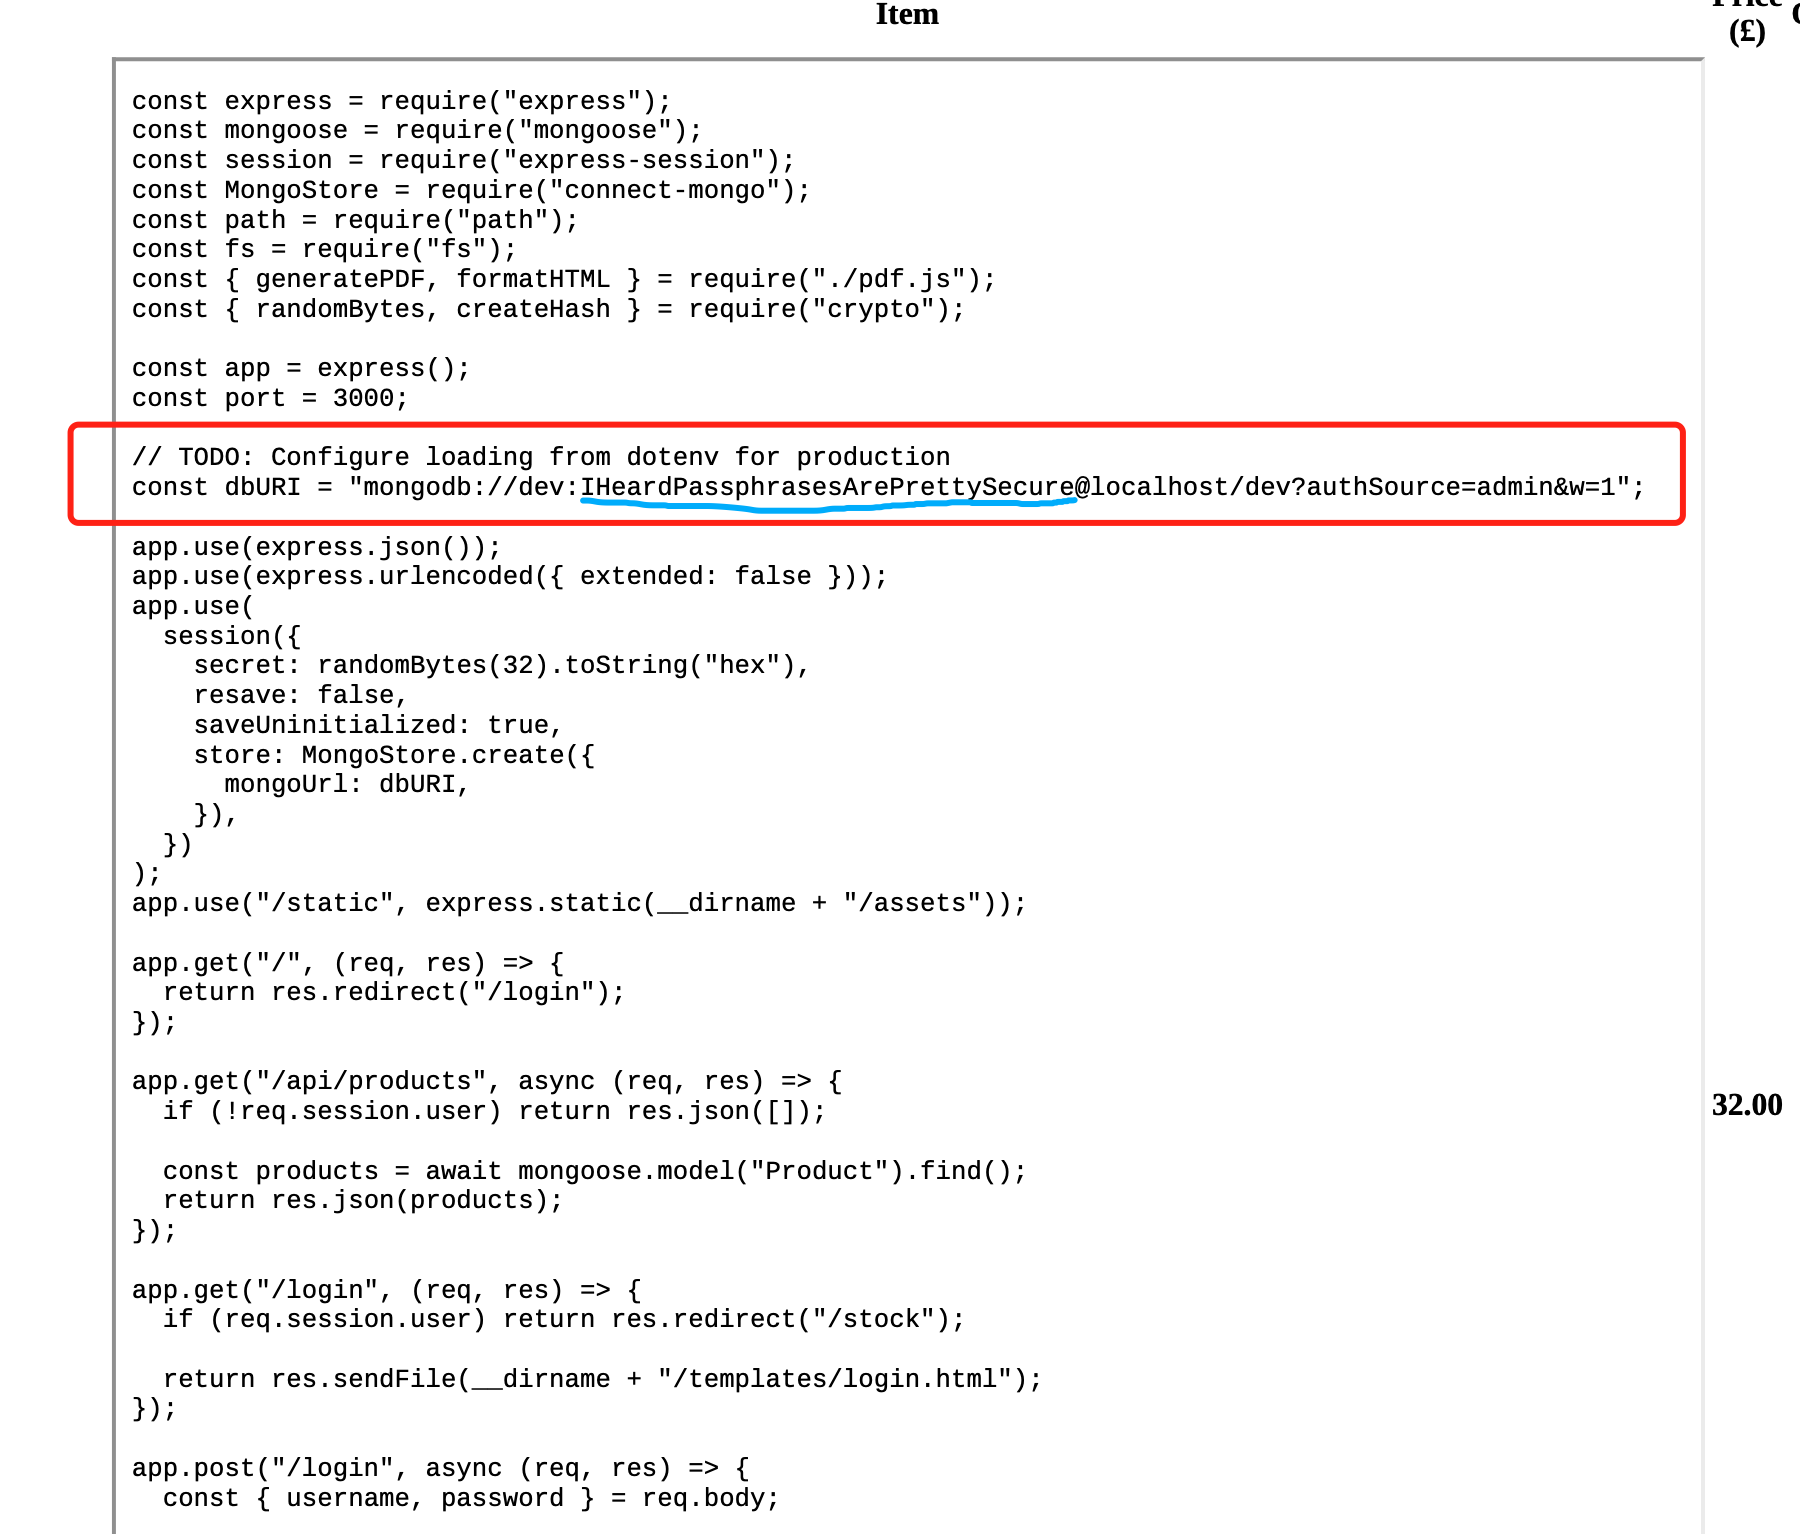 Item
Price
(£)
const express = require("express");
const mongoose = require("mongoose");
const session = require("express-session");
const MongoStore = require("connect-mongo");
const path = require("path");
const fs = require("fs");
const { generatePDF, formatHTML } = require("./pdf.js");
const { randomBytes, createHash } = require("crypto");

const app = express();
const port = 3000;

// TODO: Configure loading from dotenv for production
const dbURI = "mongodb://dev:IHeardPassphrasesArePrettySecure@localhost/dev?authSource=admin&w=1";

app.use(express.json());
app.use(express.urlencoded({ extended: false }));
app.use(
  session({
    secret: randomBytes(32).toString("hex"),
    resave: false,
    saveUninitialized: true,
    store: MongoStore.create({
      mongoUrl: dbURI,
    }),
  })
);
app.use("/static", express.static(__dirname + "/assets"));

app.get("/", (req, res) => {
  return res.redirect("/login");
});

app.get("/api/products", async (req, res) => {
  if (!req.session.user) return res.json([]);

  const products = await mongoose.model("Product").find();
  return res.json(products);
});

app.get("/login", (req, res) => {
  if (req.session.user) return res.redirect("/stock");

  return res.sendFile(__dirname + "/templates/login.html");
});

app.post("/login", async (req, res) => {
  const { username, password } = req.body;
32.00